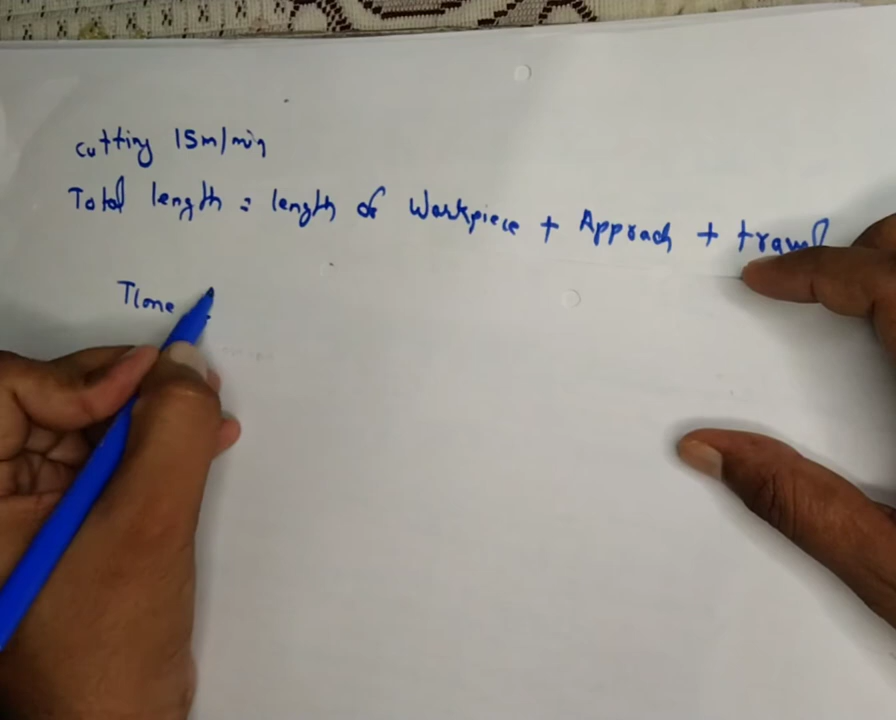 cutting 15m/min
Total length = length of Workpiece + Approach + travel
Time